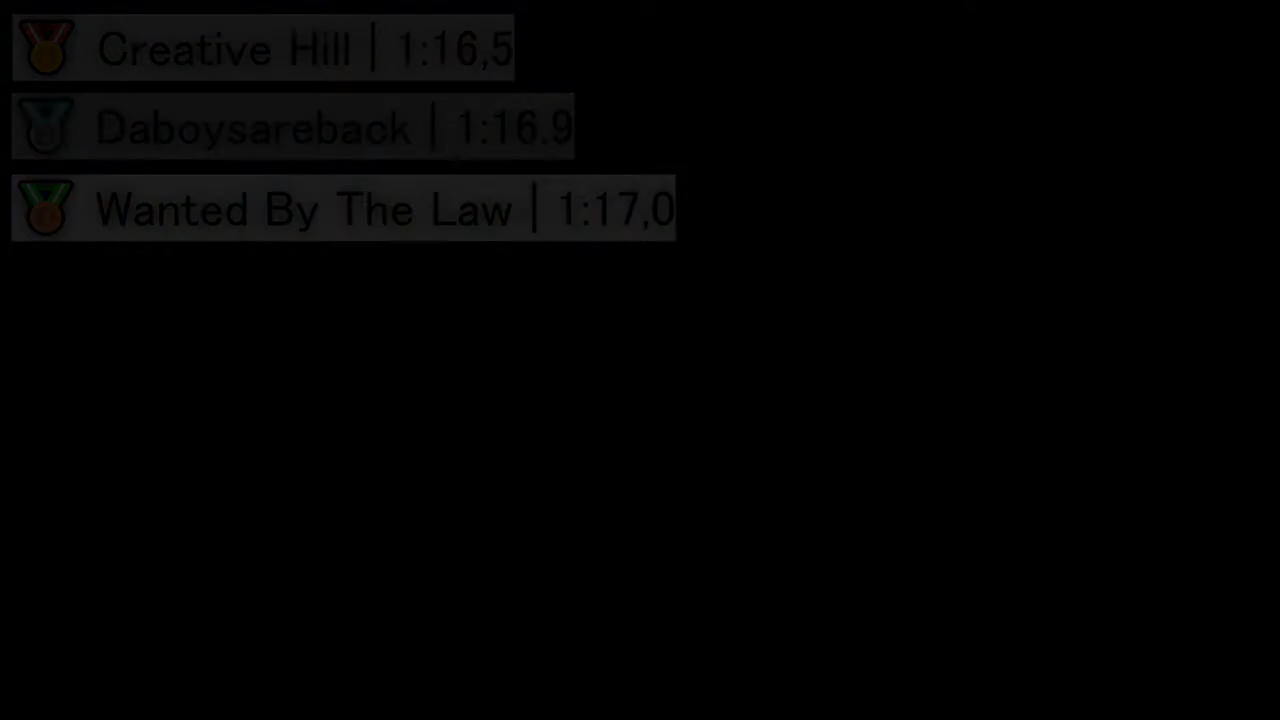 Creative Hill | 1:16,5
Daboysareback | 1:16.9
Wanted By The Law | 1:17,0